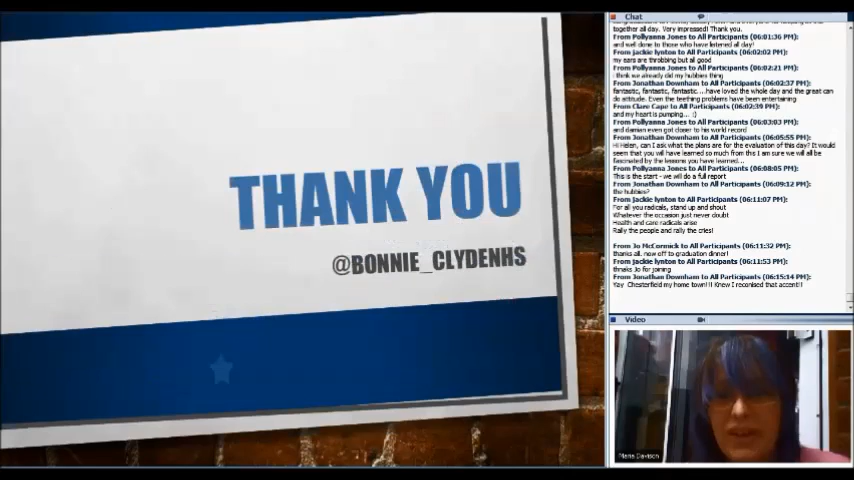 THANK YOU
@BONNIE_CLYDENHS
Chat
together all day. Very impressed! Thank you.
From Pollyanna Jones to All Participants (06:01:36 PM):
and well done to those who have listened all day!
From jackie lynton to All Participants (06:02:02 PM):
my ears are throbbing but all good
From Pollyanna Jones to All Participants (06:02:21 PM):
I think we already did my hubbies thing
From Jonathan Downham to All Participants (06:02:37 PM):
fantastic, fantastic, fantastic....have loved the whole day and the great can
do attitude. Even the teething problems have been entertaining
From Clare Cape to All Participants (06:02:39 PM):
and my heart is pumping... :)
From Pollyanna Jones to All Participants (06:03:03 PM):
and damian even got closer to his world record
From Jonathan Downham to All Participants (06:05:55 PM):
Hi Helen, can I ask what the plans are for the evaluation of this day? It would
seem that you will have learned so much from this I am sure we will all be
fascinated by the lessons you have learned...
From Pollyanna Jones to All Participants (06:08:05 PM):
This is the start - we will do a full report
From Jonathan Downham to All Participants (06:09:12 PM):
the hubbies?
From jackie lynton to All Participants (06:11:07 PM):
For all you radicals, stand up and shout
Whatever the occasion just never doubt
Health and care radicals arise
Rally the people and rally the cries!
From Jo McCormick to All Participants (06:11:32 PM):
thanks all. now off to graduation dinner!
From jackie lynton to All Participants (06:11:53 PM):
thnaks Jo for joining
From Jonathan Downham to All Participants (06:15:14 PM):
Yay Chesterfield my home town!!! Knew I reconised that accent!!
Video
Maria Davison